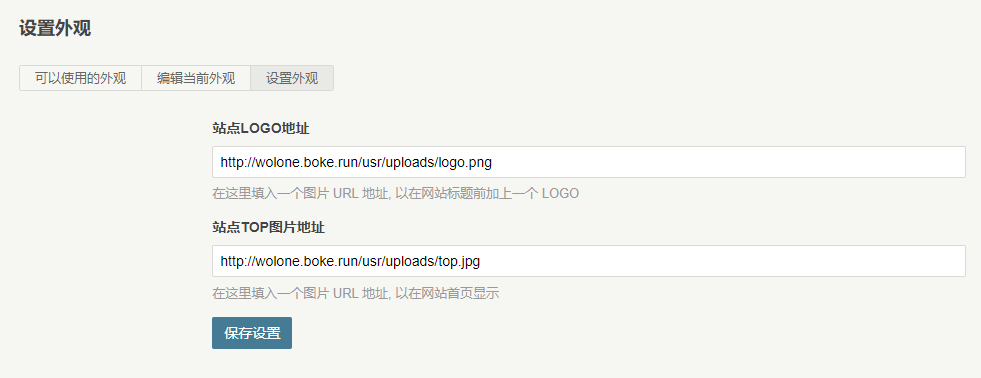 设置外观
可以使用的外观 编辑当前外观 设置外观
站点LOGO地址
http://wolone.boke.run/usr/uploads/logo.png
在这里填入一个图片 URL 地址, 以在网站标题前加上一个 LOGO
站点TOP图片地址
http://wolone.boke.run/usr/uploads/top.jpg
在这里填入一个图片 URL 地址, 以在网站首页显示
保存设置